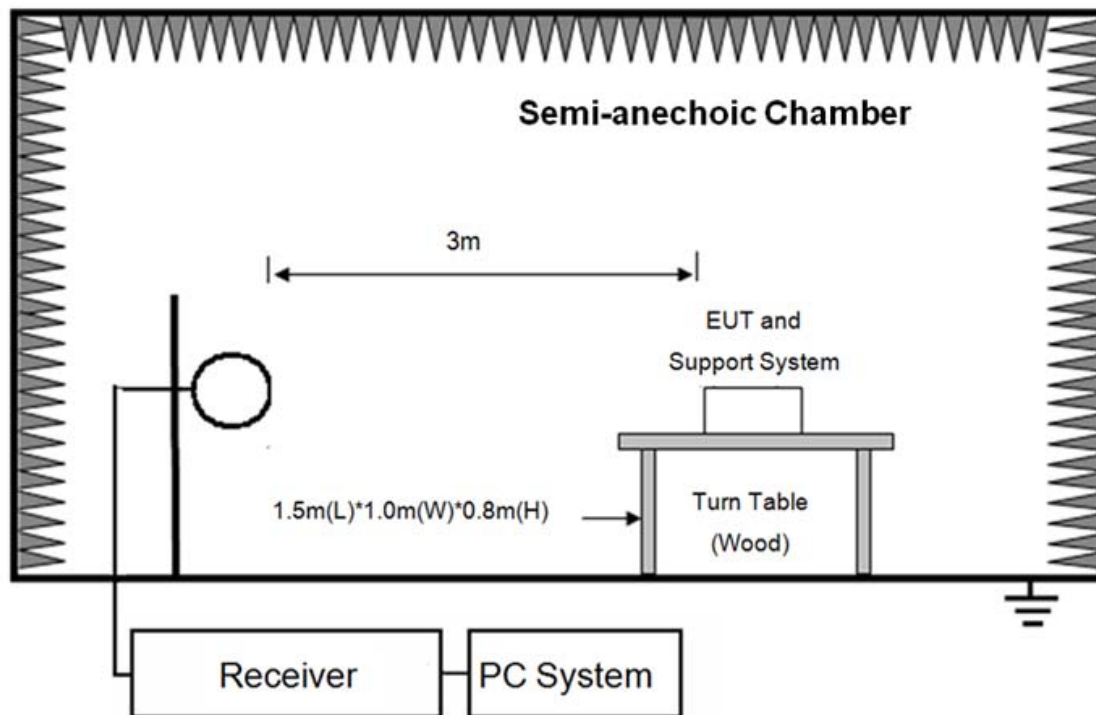 Semi-anechoic Chamber
3m
EUT and
Support System
1.5m(L)*1.0m(W)*0.8m(H)
Turn Table
(Wood)
Receiver
PC System